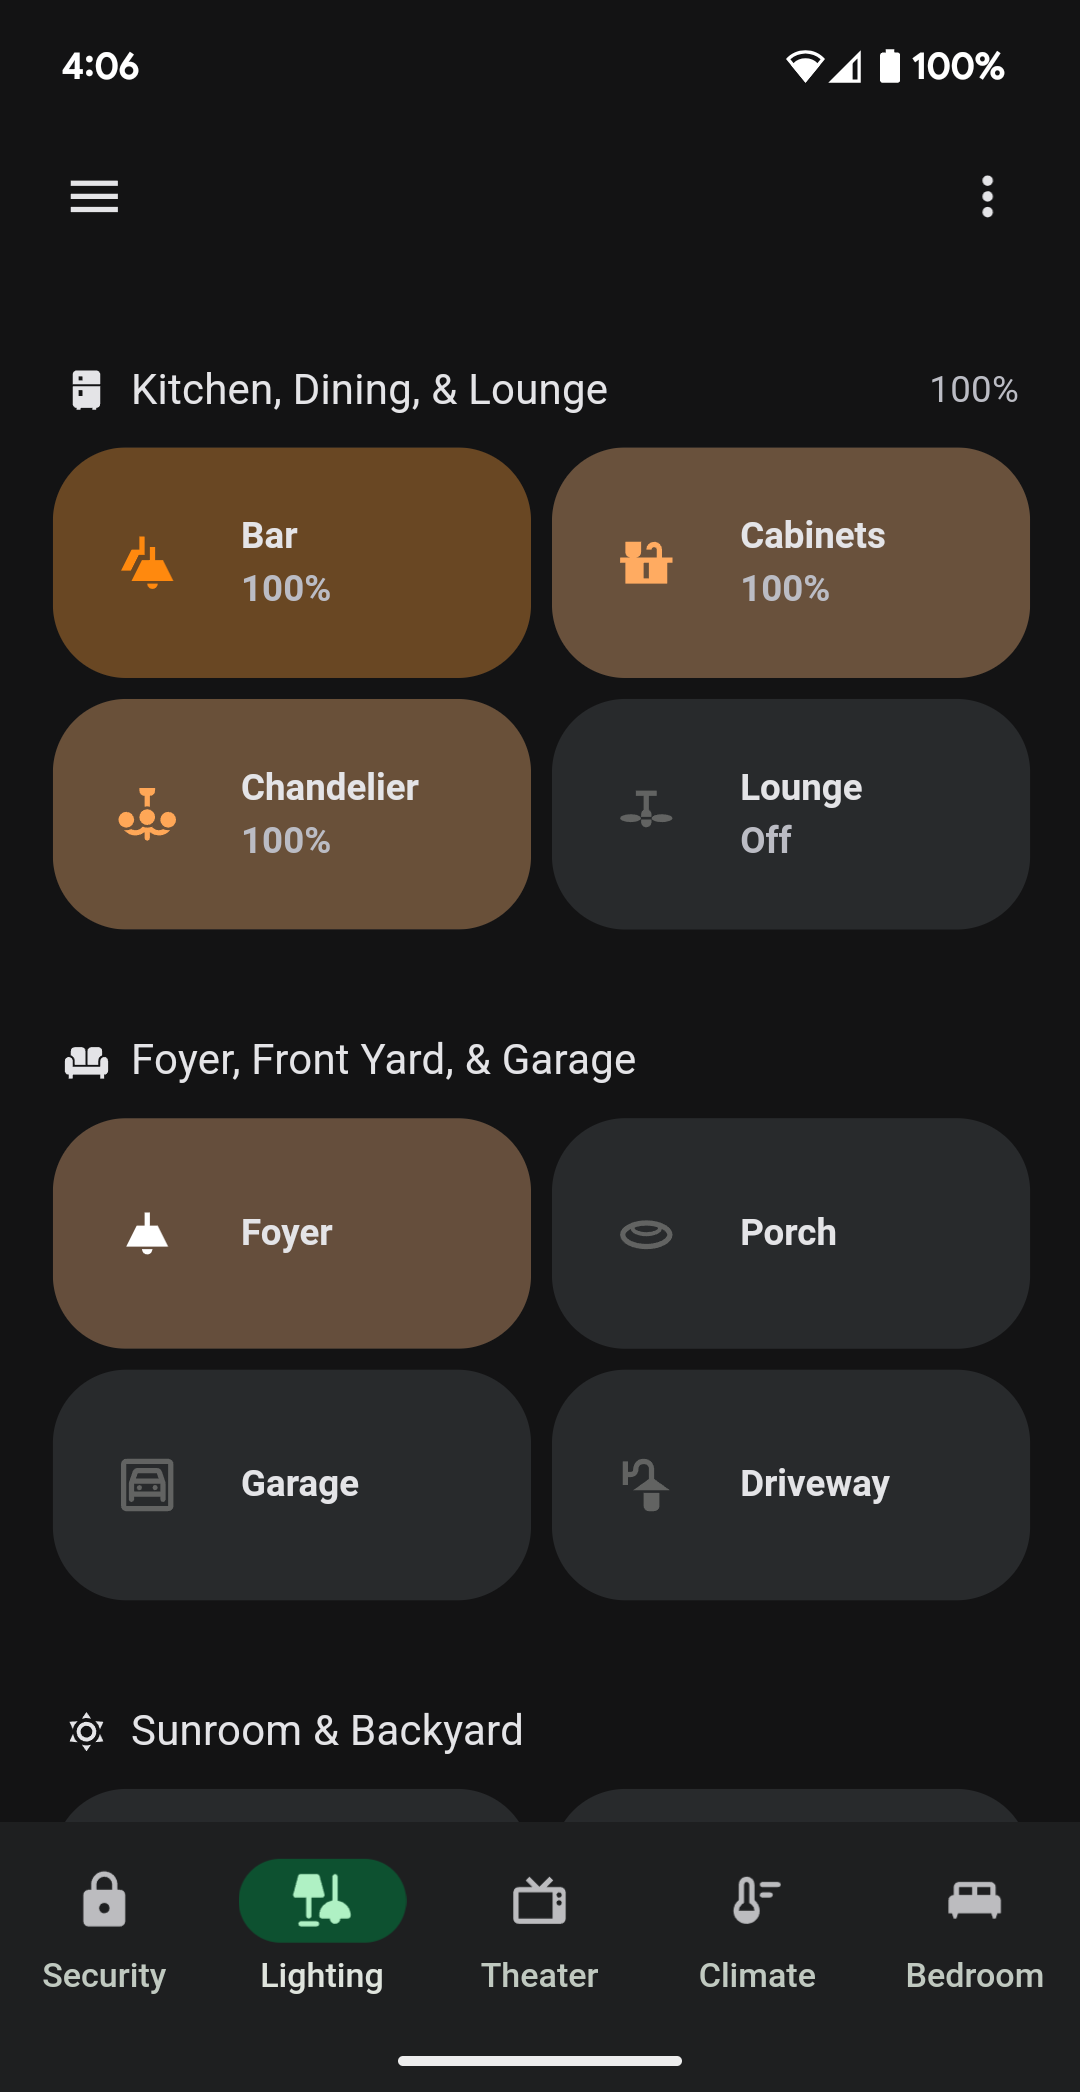 4:06
100%
Kitchen, Dining, & Lounge
100%
Bar
100%
Cabinets
100%
Chandelier
100%
Lounge
Off
Foyer, Front Yard, & Garage
Foyer
Porch
Garage
Driveway
Sunroom & Backyard
Security
Lighting
Theater
Climate
Bedroom